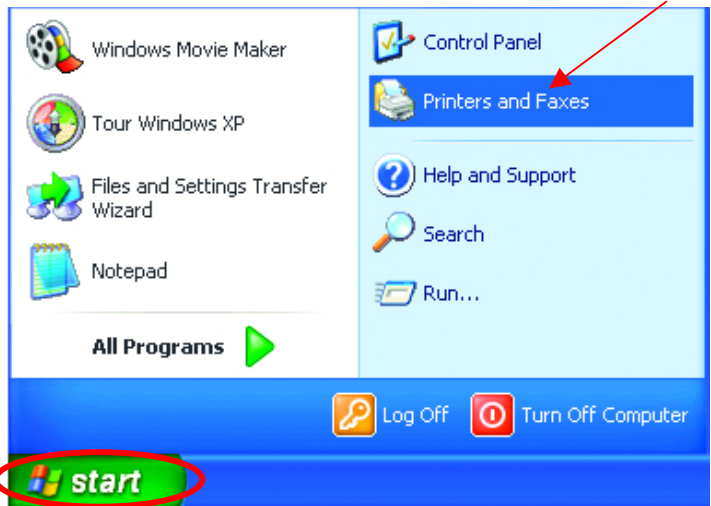 Windows Movie Maker
Tour Windows XP
Files and Settings Transfer
Wizard
Notepad
All Programs
Control Panel
Printers and Faxes
Help and Support
Search
Run...
Log Off
Turn Off Computer
start